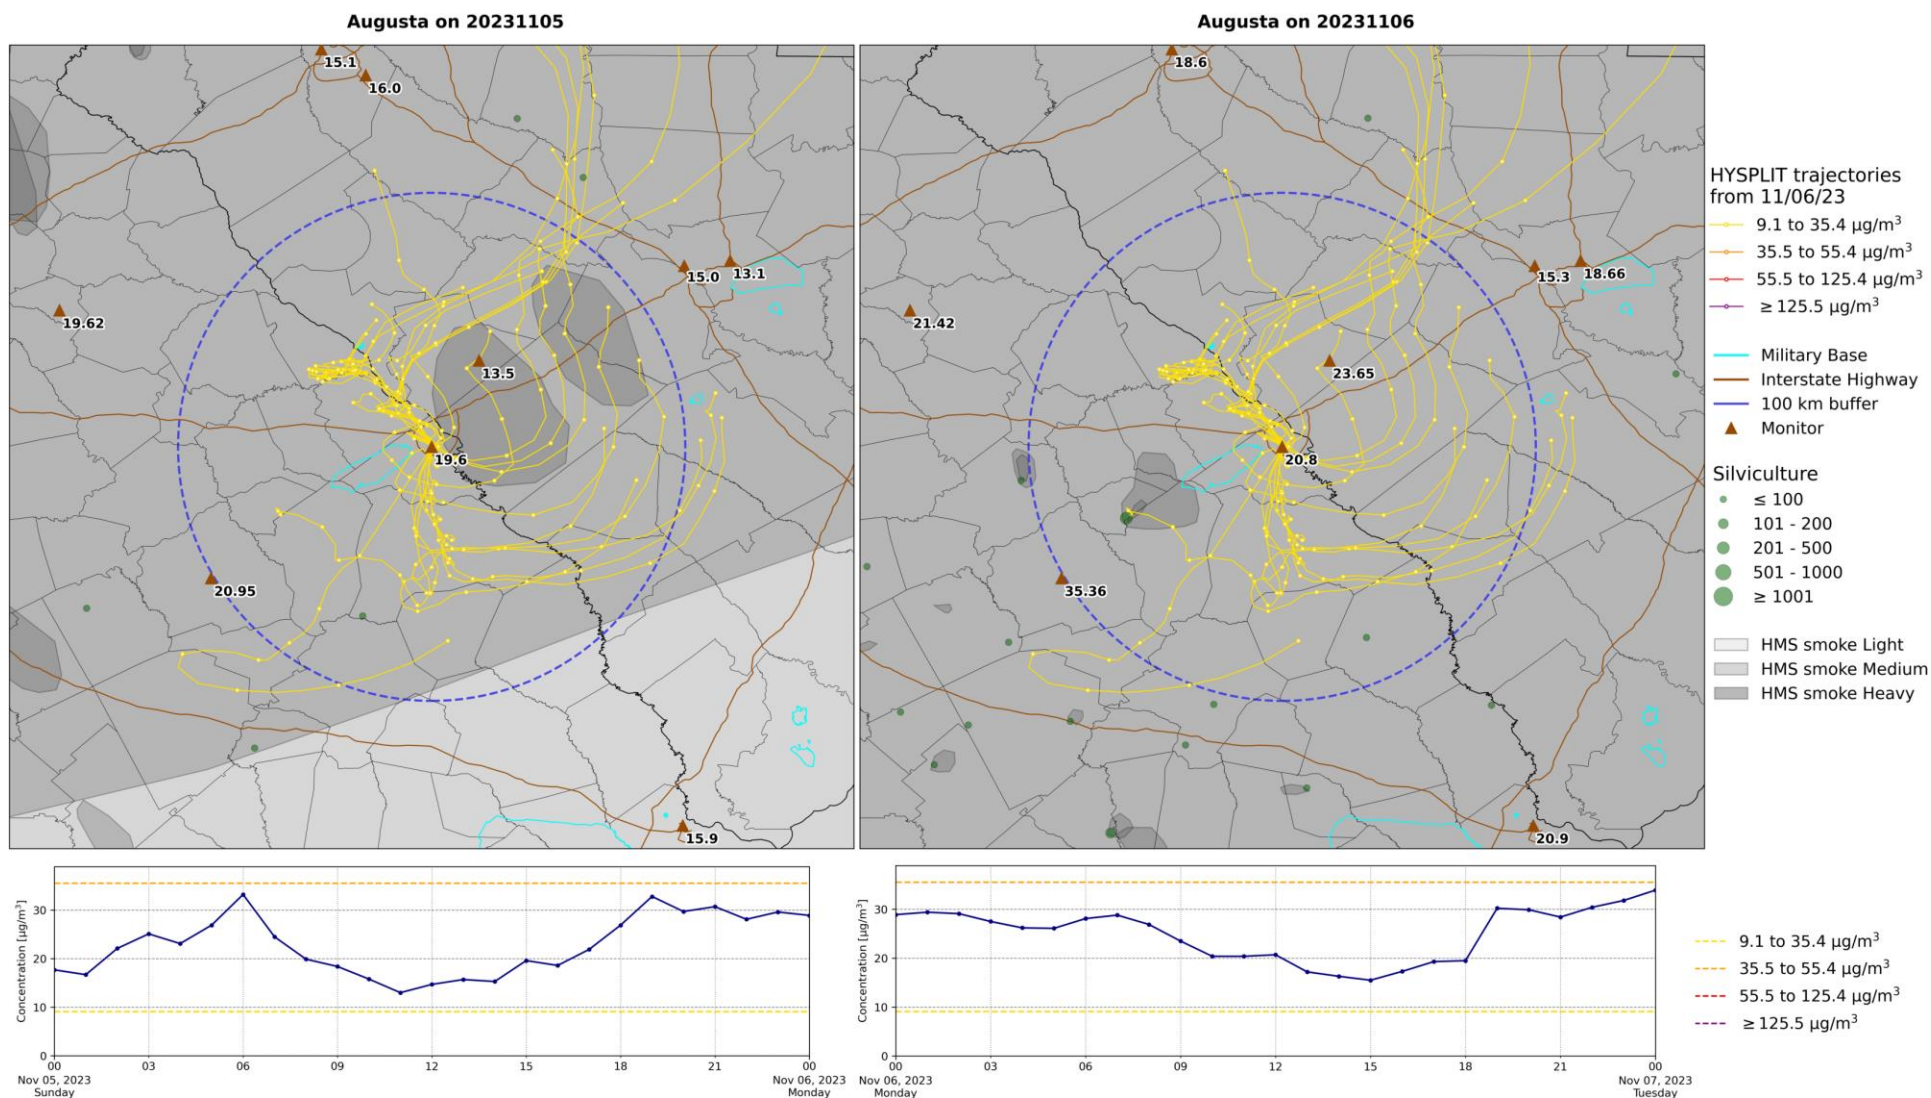 Augusta on 20231105
15.1
16.0
15.0
13.1
19.62
13.5
19.6
20.95
15.9
Augusta on 20231106
18.6
15.3
18.66
21.42
23.65
20.8
35.36
20.9
HYSPLIT trajectories
from 11/06/23
9.1 to 35.4 µg/m³
35.5 to 55.4 µg/m³
55.5 to 125.4 µg/m³
≥ 125.5 µg/m³
Military Base
Interstate Highway
100 km buffer
Monitor
Silviculture
≤ 100
101 - 200
201 - 500
501 - 1000
≥ 1001
HMS smoke Light
HMS smoke Medium
HMS smoke Heavy
Concentration [µg/m³]
30
20
10
0
00 03 06 09 12 15 18 21 00
Nov 05, 2023 Nov 06, 2023
Sunday Monday
Concentration [µg/m³]
30
20
10
0
00 03 06 09 12 15 18 21 00
Nov 06, 2023 Nov 07, 2023
Monday Tuesday
9.1 to 35.4 µg/m³
35.5 to 55.4 µg/m³
55.5 to 125.4 µg/m³
≥ 125.5 µg/m³